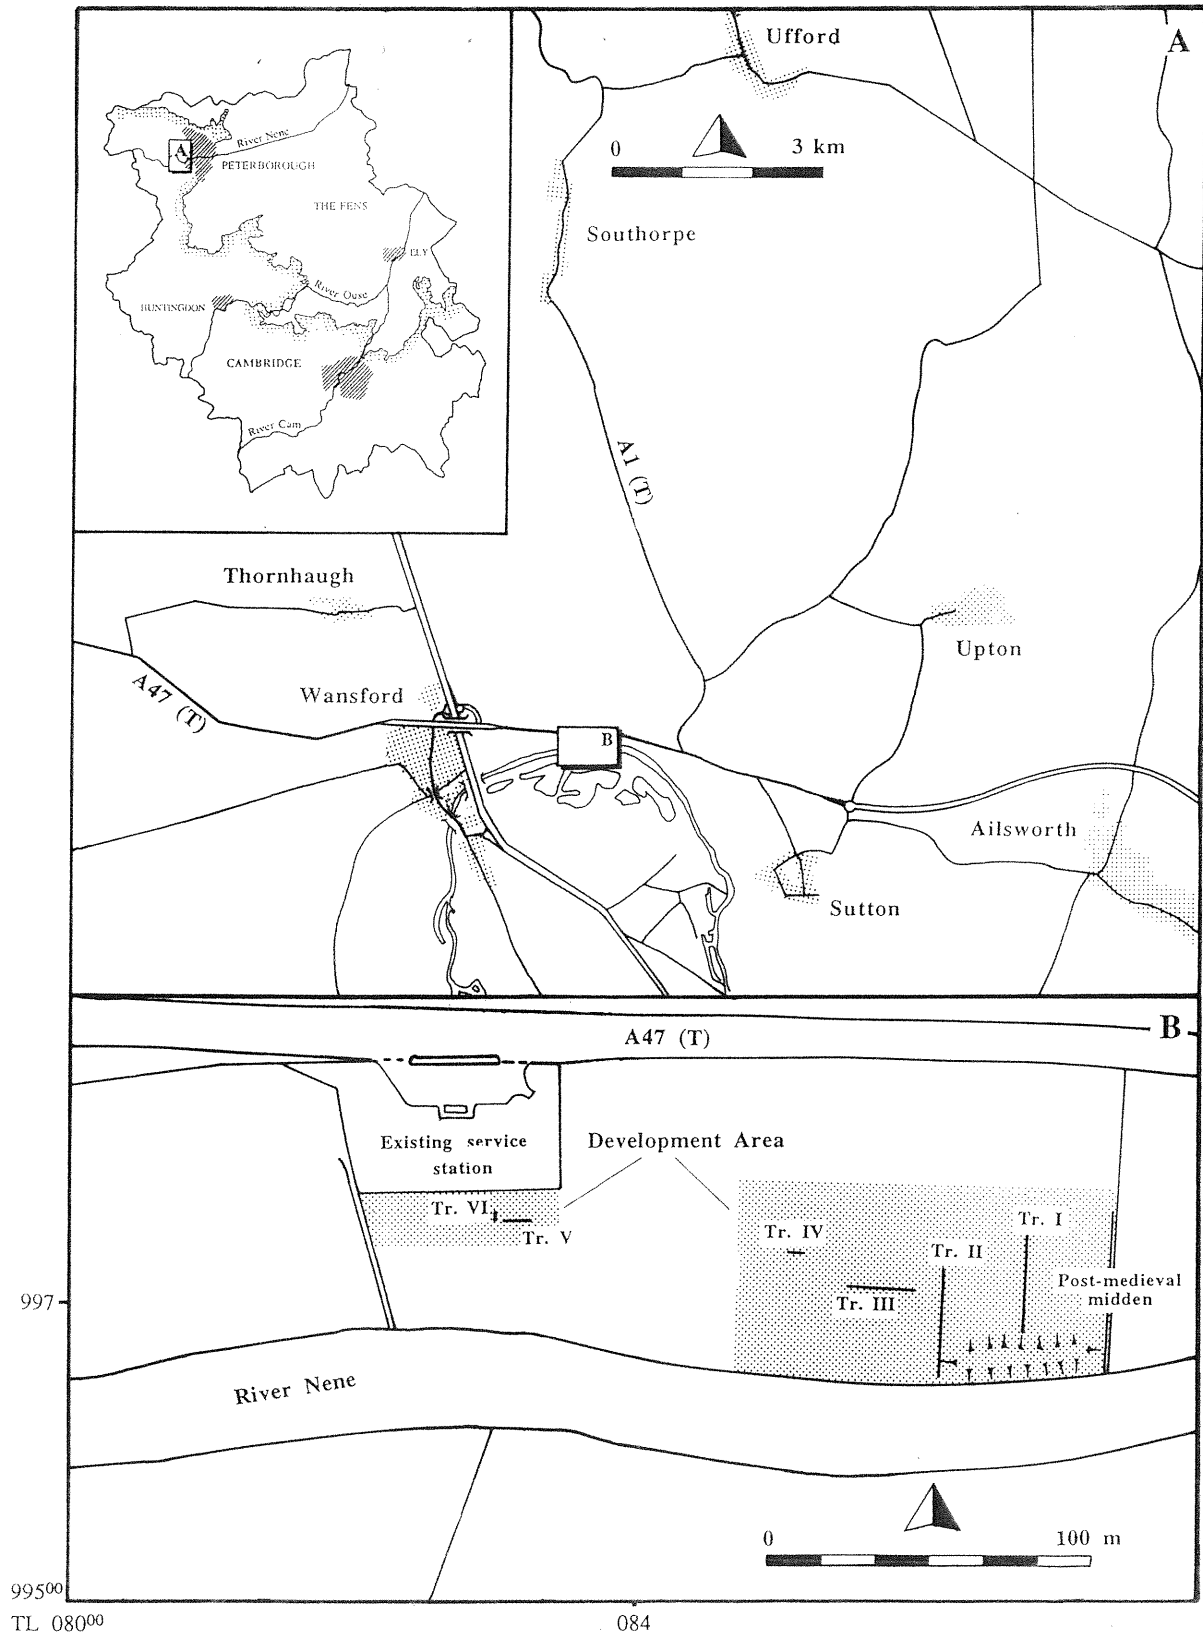 A
Ufford
0 3 km
Southorpe
A1 (T)
A
River Nene
PETERBOROUGH
THE FENS
ELY
River Ouse
HUNTINGDON
CAMBRIDGE
River Cam
Thornhaugh
Wansford
A47 (T)
B
Upton
Ailsworth
Sutton
B
A47 (T)
Existing service
station
Development Area
Tr. VI
Tr. V
Tr. IV
Tr. III
Tr. II
Tr. I
Post-medieval
midden
997
River Nene
0 100 m
99500
TL 08000
084